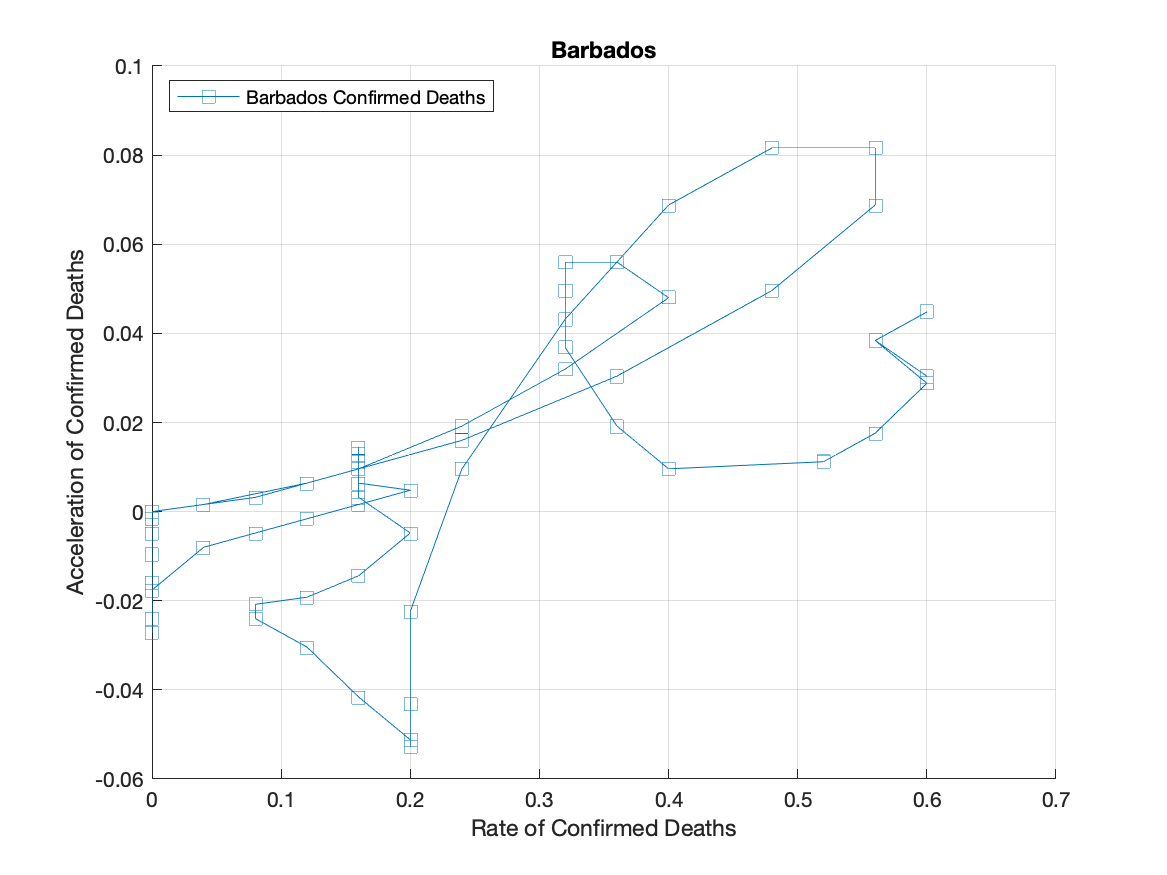 Barbados
Barbados Confirmed Deaths
Acceleration of Confirmed Deaths
0.1
0.08
0.06
0.04
0.02
0
-0.02
-0.04
-0.06
0 0.1 0.2 0.3 0.4 0.5 0.6 0.7
Rate of Confirmed Deaths